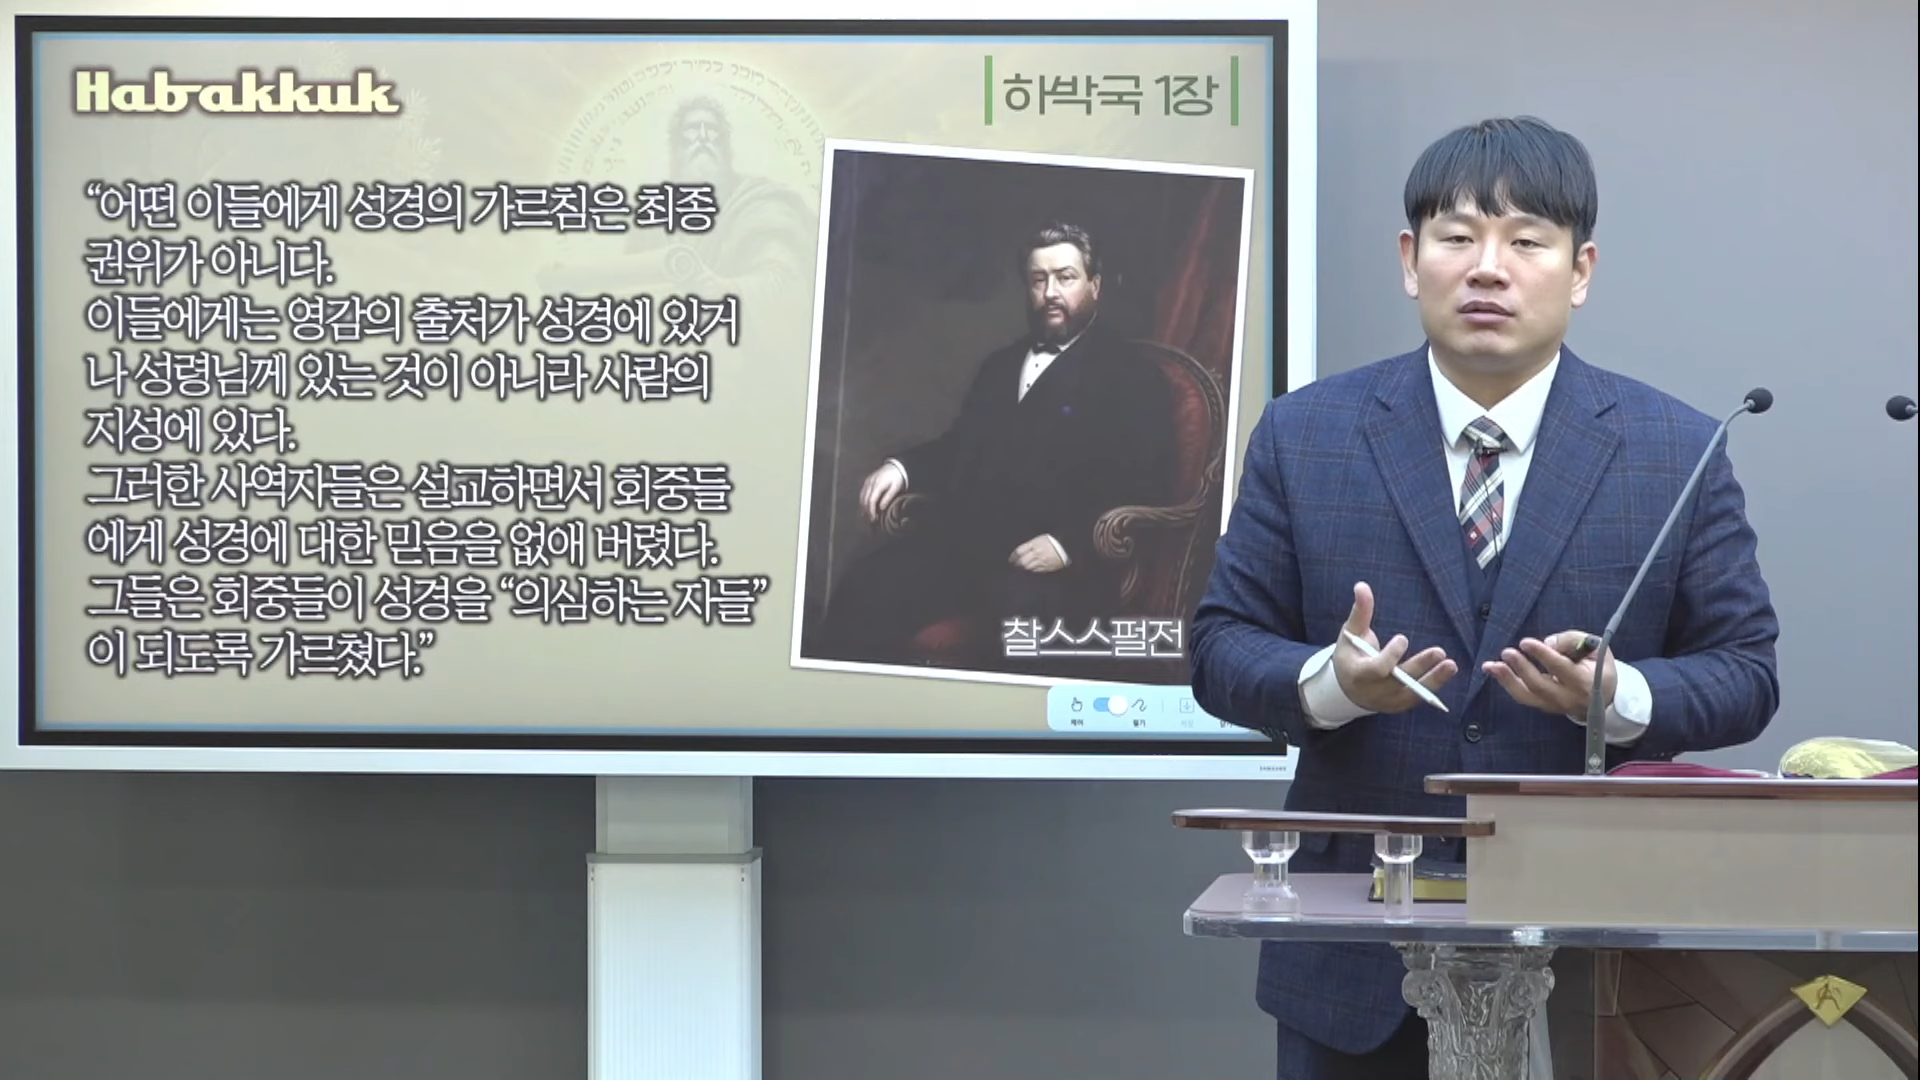 Habakkuk
하박국 1장
“어떤 이들에게 성경의 가르침은 최종
권위가 아니다.
이들에게는 영감의 출처가 성경에 있거
나 성령님께 있는 것이 아니라 사람의
지성에 있다.
그러한 사역자들은 설교하면서 회중들
에게 성경에 대한 믿음을 없애 버렸다.
그들은 회중들이 성경을 “의심하는 자들”
이 되도록 가르쳤다.”
찰스 스펄전
제어
필기
SAMSUNG